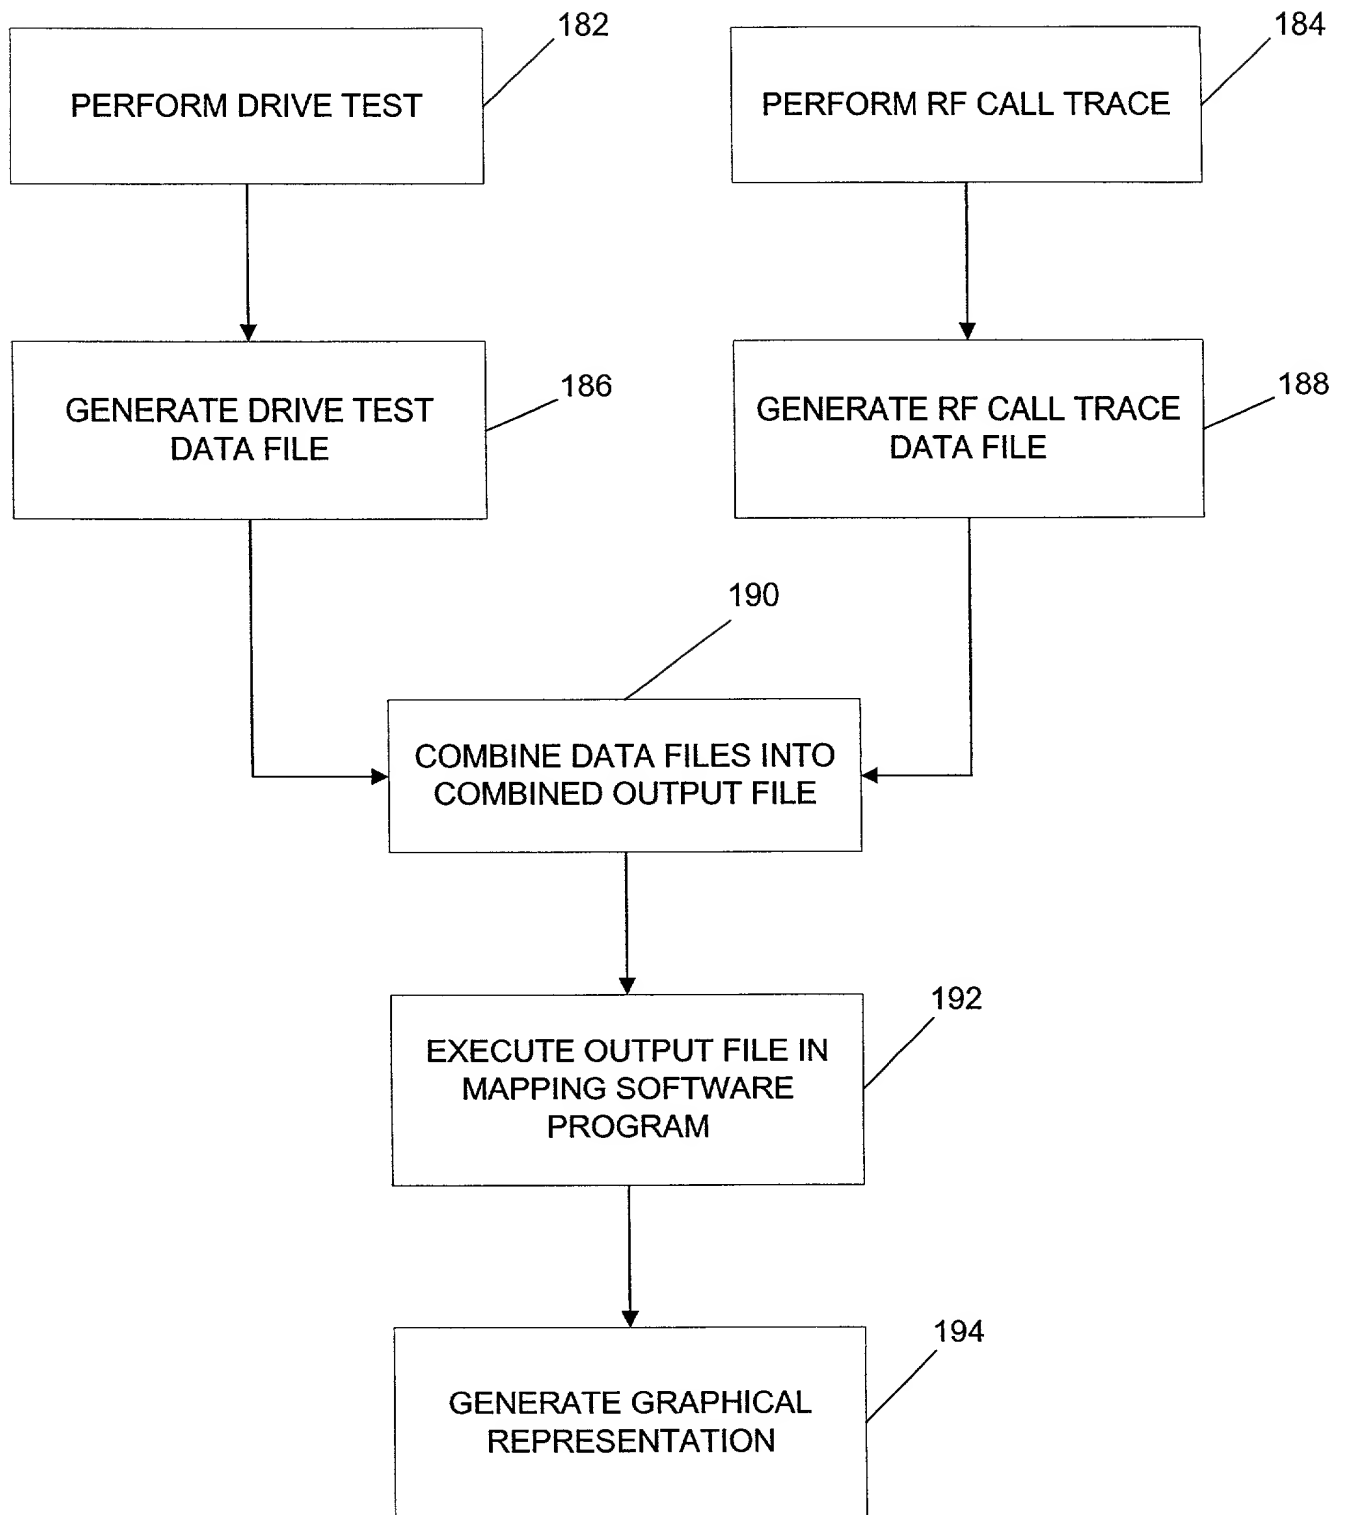 182
PERFORM DRIVE TEST
184
PERFORM RF CALL TRACE
186
GENERATE DRIVE TEST
DATA FILE
188
GENERATE RF CALL TRACE
DATA FILE
190
COMBINE DATA FILES INTO
COMBINED OUTPUT FILE
192
EXECUTE OUTPUT FILE IN
MAPPING SOFTWARE
PROGRAM
194
GENERATE GRAPHICAL
REPRESENTATION